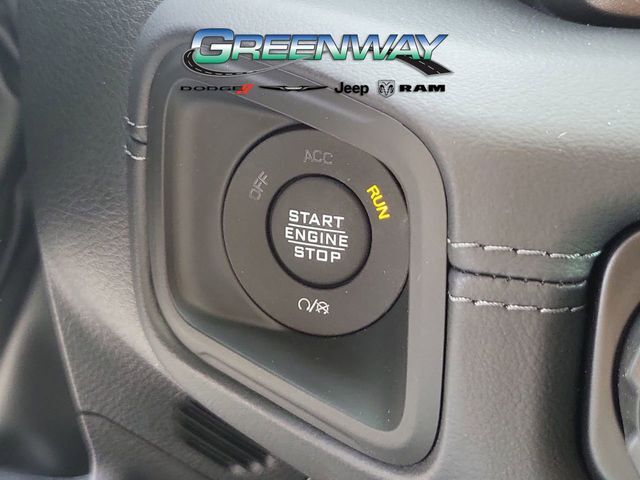 GREENWAY
DODGE Jeep RAM
ACC
OFF
RUN
START
ENGINE
STOP